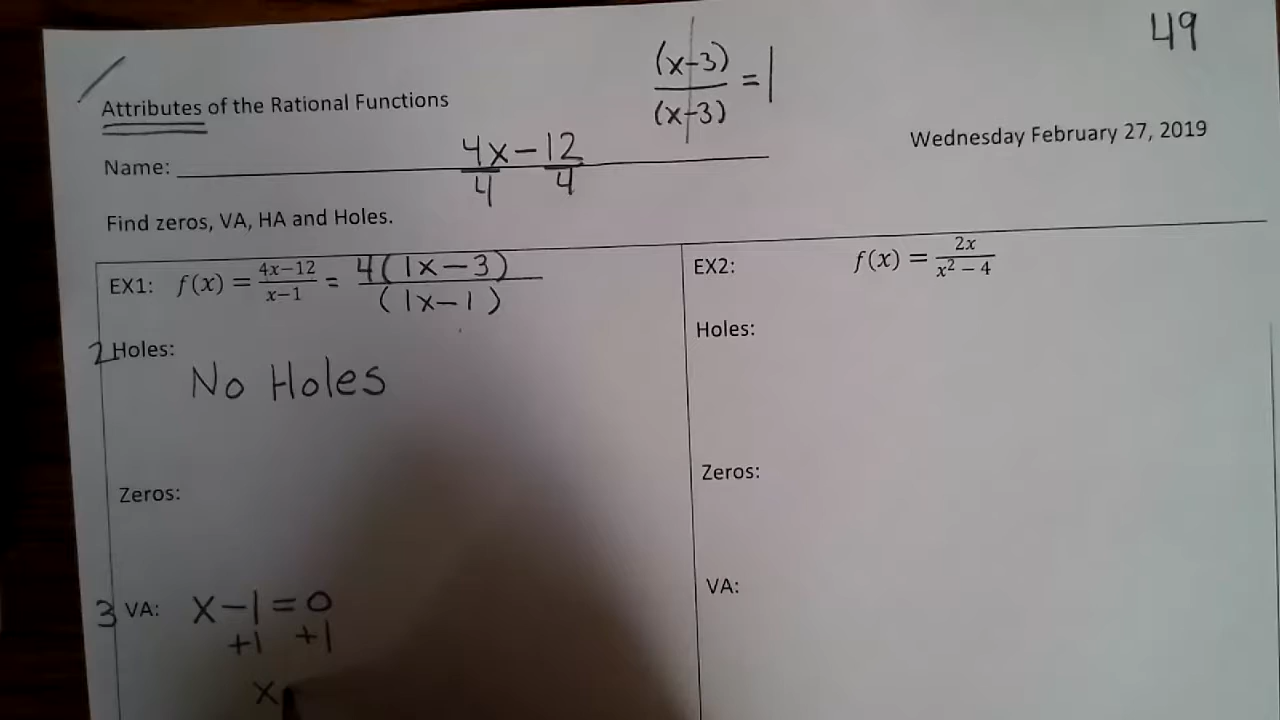 49
(x-3)
(x-3) = 1
Attributes of the Rational Functions
Wednesday February 27, 2019
4x - 12
4 4
Name:
Find zeros, VA, HA and Holes.
EX1: f(x) = 4x-12 / x-1 = 4(1x-3) / (1x-1)
2 Holes:
No Holes
Zeros:
3 VA: x-1=0
+1 +1
x
EX2: f(x) = 2x / x² - 4
Holes:
Zeros:
VA: